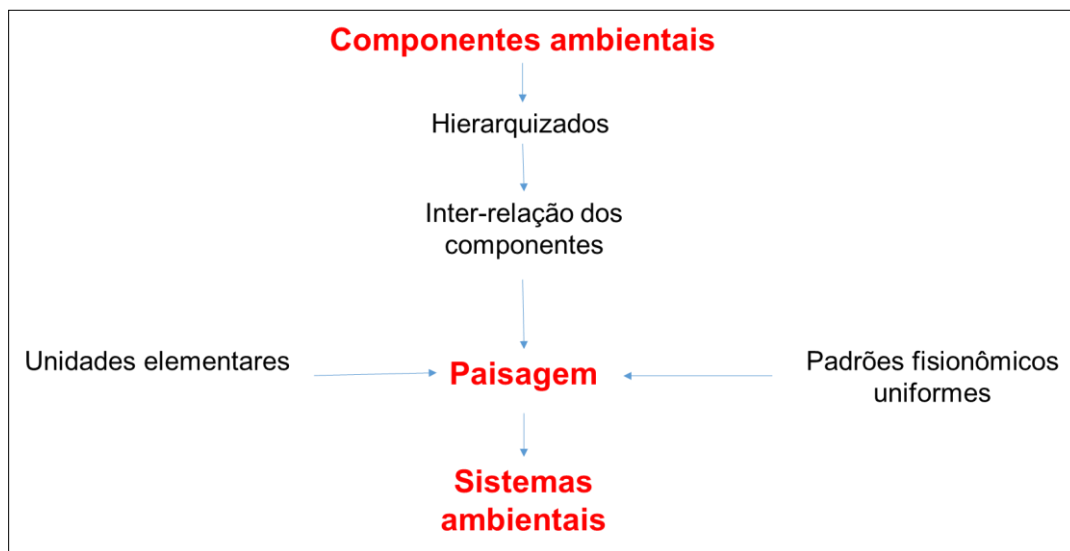 Componentes ambientais
Hierarquizados
Inter-relação dos
componentes
Unidades elementares
Paisagem
Padrões fisionômicos
uniformes
Sistemas
ambientais